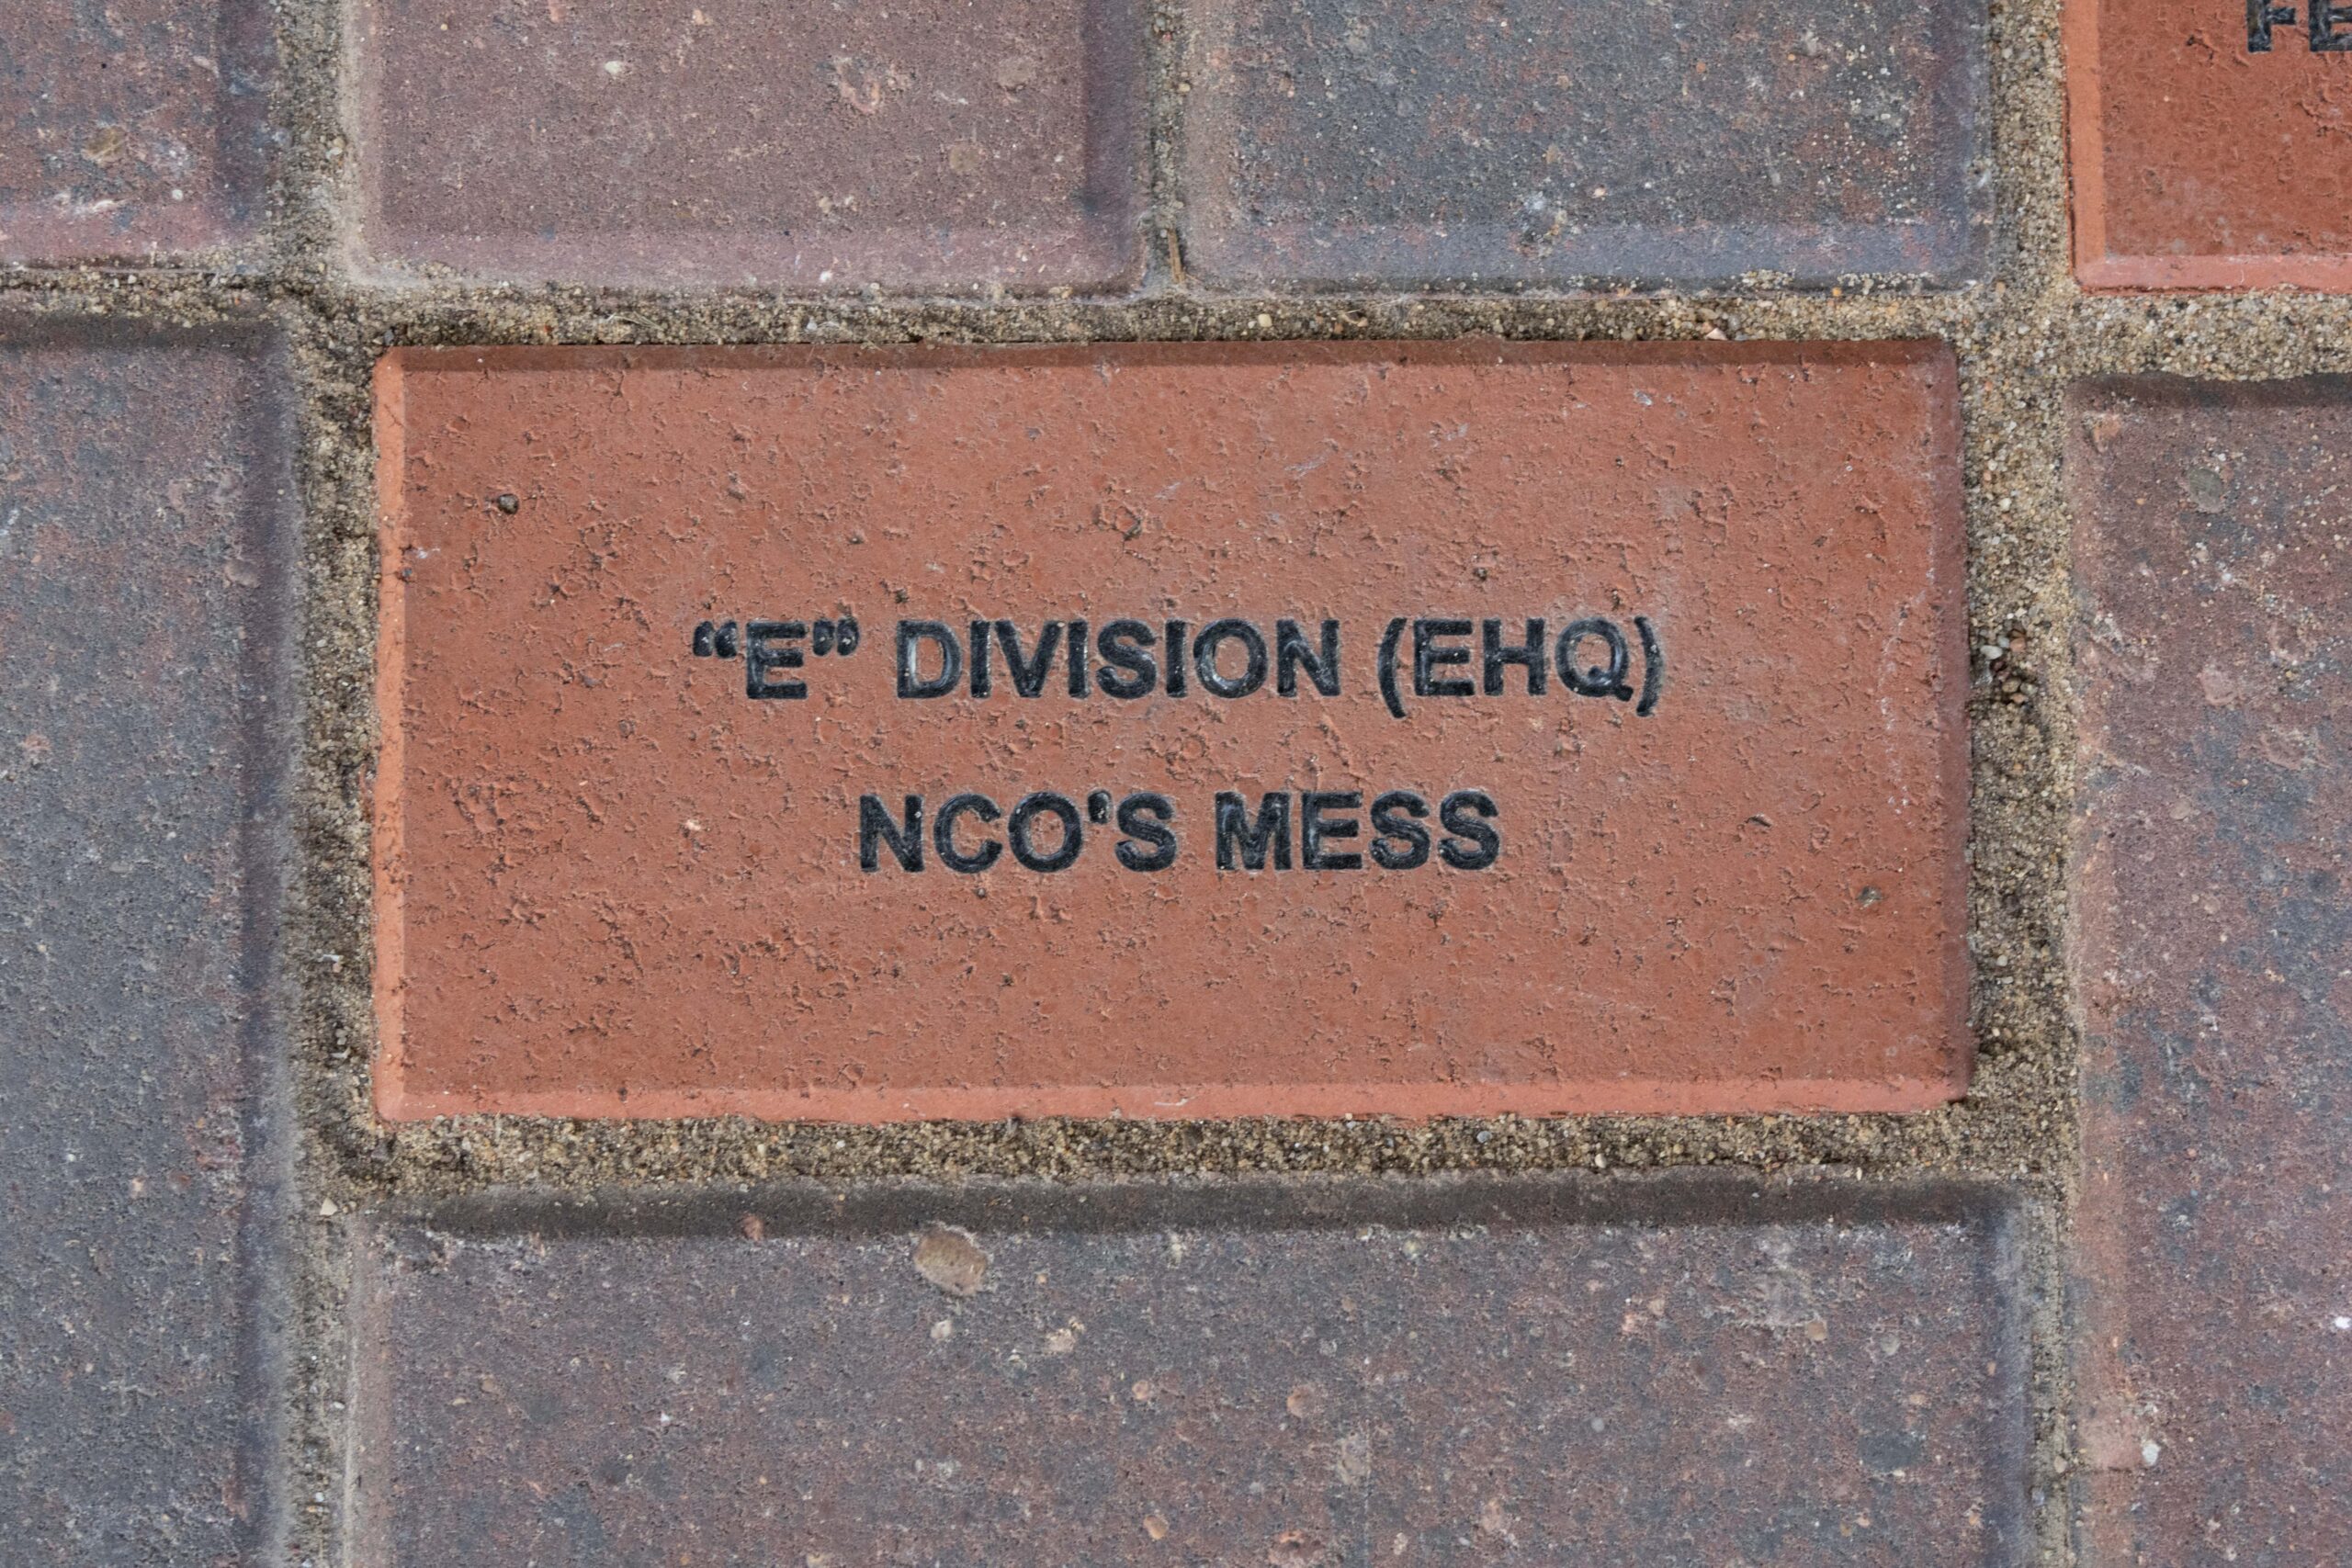 “E” DIVISION (EHQ)
NCO'S MESS